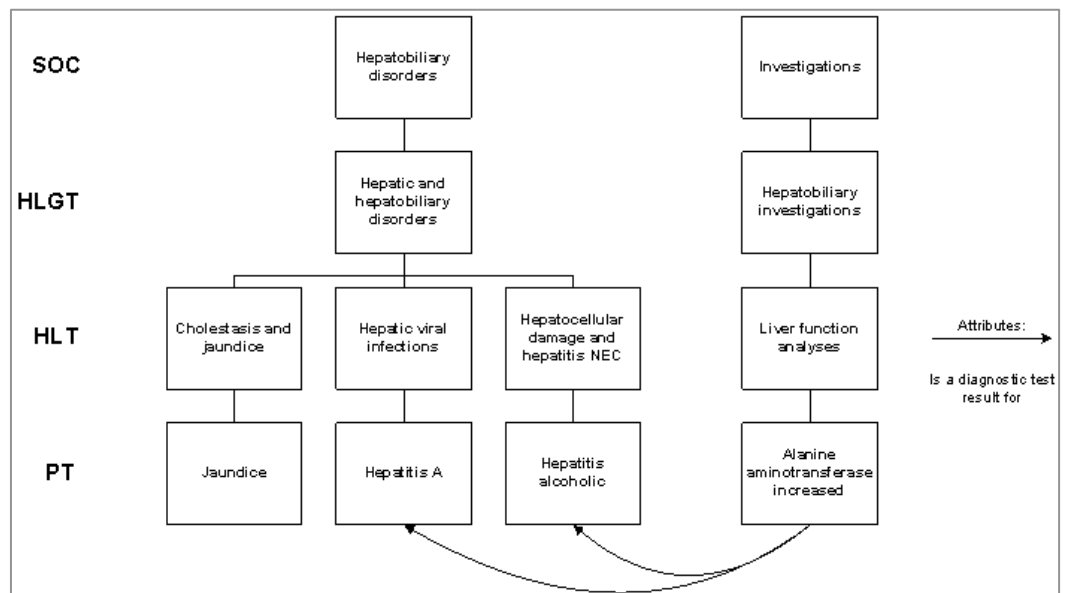 SOC
Hepatobiliary
disorders
Investigations
HLGT
Hepatic and
hepatobiliary
disorders
Hepatobiliary
investigations
HLT
Cholestasis and
jaundice
Hepatic viral
infections
Hepatocellular
damage and
hepatitis NEC
Liver function
analyses
Attributes:
Is a diagnostic test
result for
PT
Jaundice
Hepatitis A
Hepatitis
alcoholic
Alanine
aminotransferase
increased